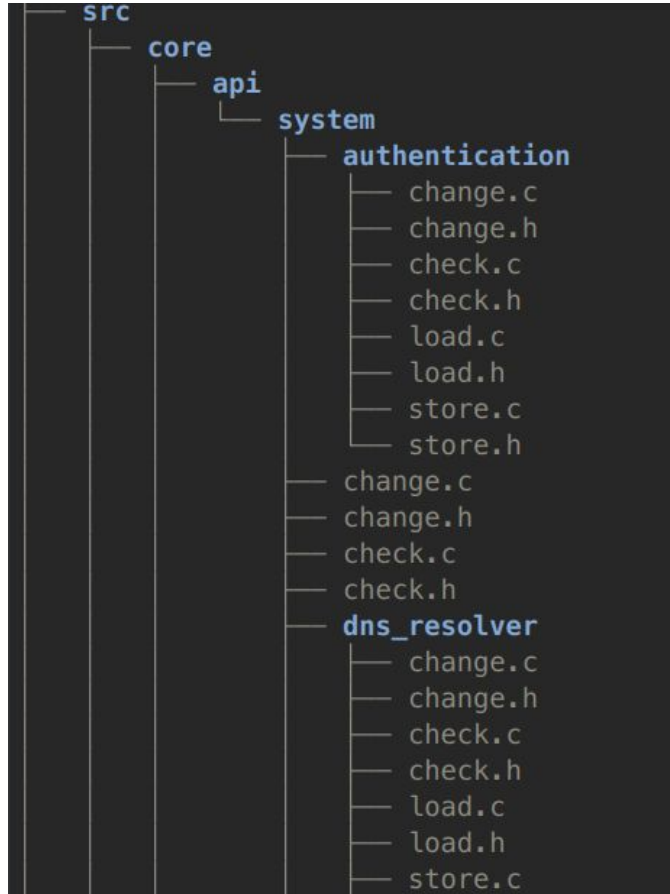 src
core
api
system
authentication
change.c
change.h
check.c
check.h
load.c
load.h
store.c
store.h
change.c
change.h
check.c
check.h
dns_resolver
change.c
change.h
check.c
check.h
load.c
load.h
store.c